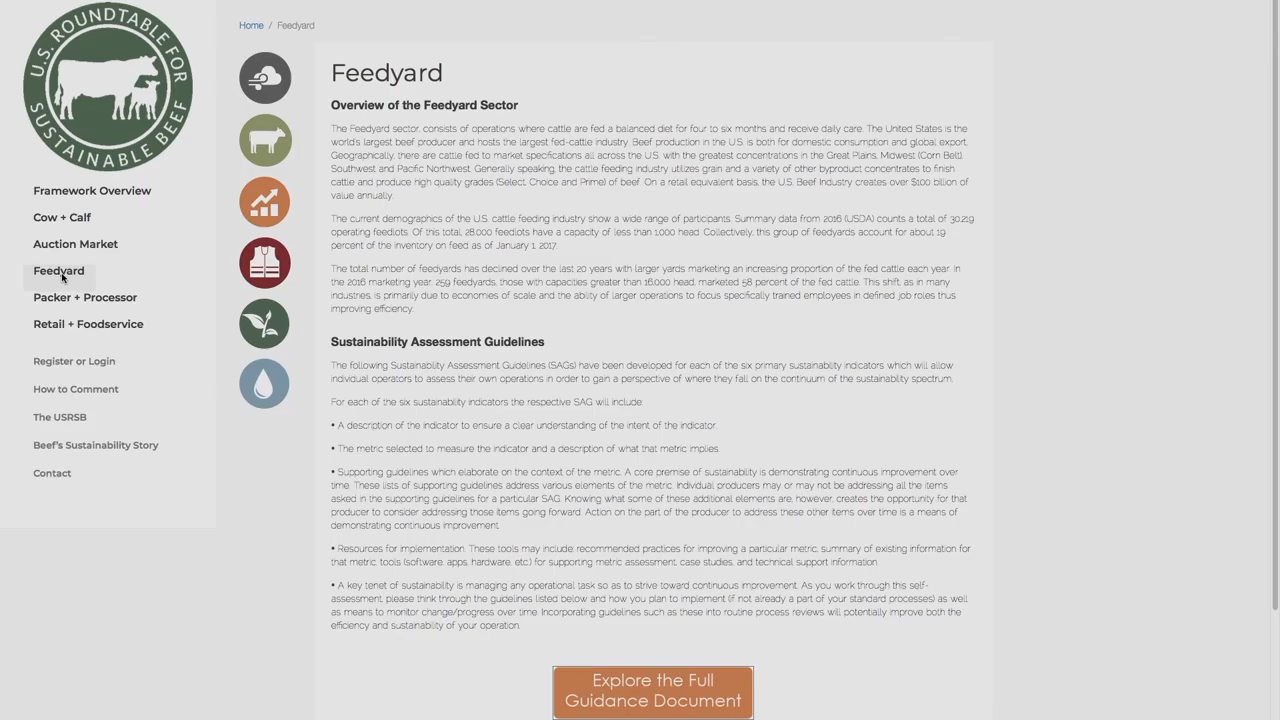 U.S. ROUNDTABLE FOR
SUSTAINABLE BEEF
Framework Overview
Cow + Calf
Auction Market
Feedyard
Packer + Processor
Retail + Foodservice
Register or Login
How to Comment
The USRSB
Beef's Sustainability Story
Contact
Home / Feedyard
Feedyard
Overview of the Feedyard Sector
The Feedyard sector, consists of operations where cattle are fed a balanced diet for four to six months and receive daily care. The United States is the
world's largest beef producer and hosts the largest fed-cattle industry. Beef production in the U.S. is both for domestic consumption and global export.
Geographically, there are cattle fed to market specifications all across the U.S. with the greatest concentrations in the Great Plains, Midwest (Corn Belt),
Southwest and Pacific Northwest. Generally speaking, the cattle feeding industry utilizes grain and a variety of other byproduct concentrates to finish
cattle and produce high quality grades (Select, Choice and Prime) of beef. On a retail equivalent basis, the U.S. Beef Industry creates over $100 billion of
value annually.
The current demographics of the U.S. cattle feeding industry show a wide range of participants. Summary data from 2016 (USDA) counts a total of 30,219
operating feedlots. Of this total, 28,000 feedlots have a capacity of less than 1,000 head. Collectively, this group of feedyards account for about 19
percent of the inventory on feed as of January 1, 2017.
The total number of feedyards has declined over the last 20 years with larger yards marketing an increasing proportion of the fed cattle each year. In
the 2016 marketing year, 259 feedyards, those with capacities greater than 16,000 head, marketed 58 percent of the fed cattle. This shift, as in many
industries, is primarily due to economies of scale and the ability of larger operations to focus specifically trained employees in defined job roles thus
improving efficiency.
Sustainability Assessment Guidelines
The following Sustainability Assessment Guidelines (SAGs) have been developed for each of the six primary sustainability indicators which will allow
individual operators to assess their own operations in order to gain a perspective of where they fall on the continuum of the sustainability spectrum.
For each of the six sustainability indicators the respective SAG will include:
• A description of the indicator to ensure a clear understanding of the intent of the indicator.
• The metric selected to measure the indicator and a description of what that metric implies.
• Supporting guidelines which elaborate on the context of the metric. A core premise of sustainability is demonstrating continuous improvement over
time. These lists of supporting guidelines address various elements of the metric. Individual producers may or may not be addressing all the items
asked in the supporting guidelines for a particular SAG. Knowing what some of these additional elements are, however, creates the opportunity for that
producer to consider addressing those items going forward. Action on the part of the producer to address these other items over time is a means of
demonstrating continuous improvement.
• Resources for implementation. These tools may include, recommended practices for improving a particular metric, summary of existing information for
that metric, tools (software, apps, hardware, etc.) for supporting metric assessment, case studies, and technical support information.
• A key tenet of sustainability is managing any operational task so as to strive toward continuous improvement. As you work through this self-
assessment, please think through the guidelines listed below and how you plan to implement (if not already a part of your standard processes) as well
as means to monitor change/progress over time. Incorporating guidelines such as these into routine process reviews will potentially improve both the
efficiency and sustainability of your operation.
Explore the Full
Guidance Document